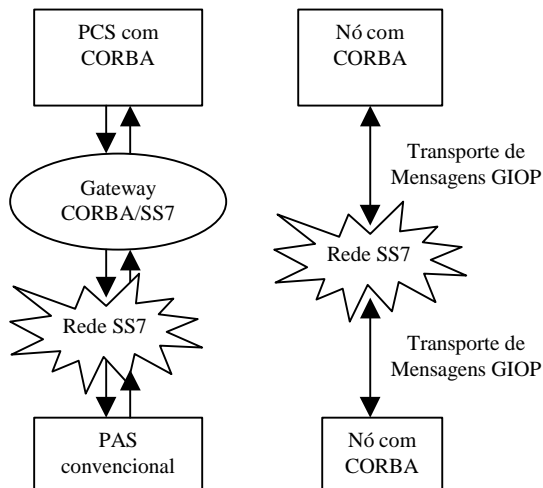 PCS com
CORBA
Gateway
CORBA/SS7
Rede SS7
PAS
convencional
Nó com
CORBA
Transporte de
Mensagens GIOP
Rede SS7
Transporte de
Mensagens GIOP
Nó com
CORBA